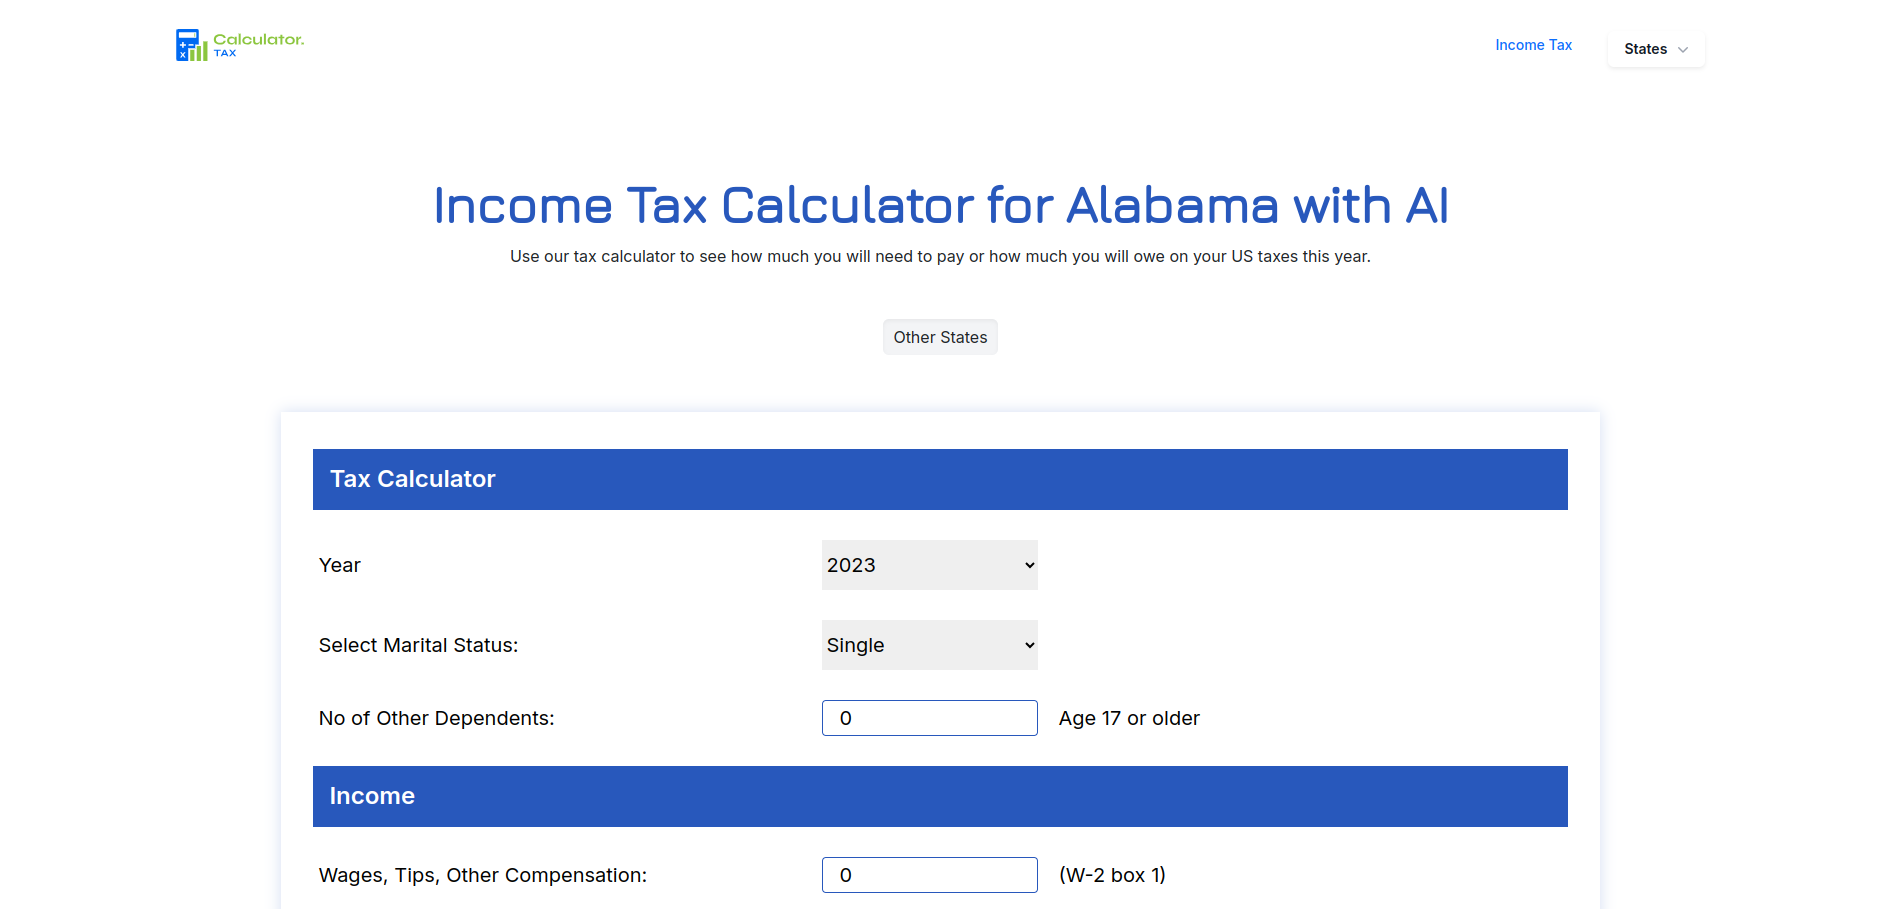 Calculator.
TAX
Income Tax
States
Income Tax Calculator for Alabama with AI
Use our tax calculator to see how much you will need to pay or how much you will owe on your US taxes this year.
Other States
Tax Calculator
Year 2023
Select Marital Status: Single
No of Other Dependents: 0 Age 17 or older
Income
Wages, Tips, Other Compensation: 0 (W-2 box 1)